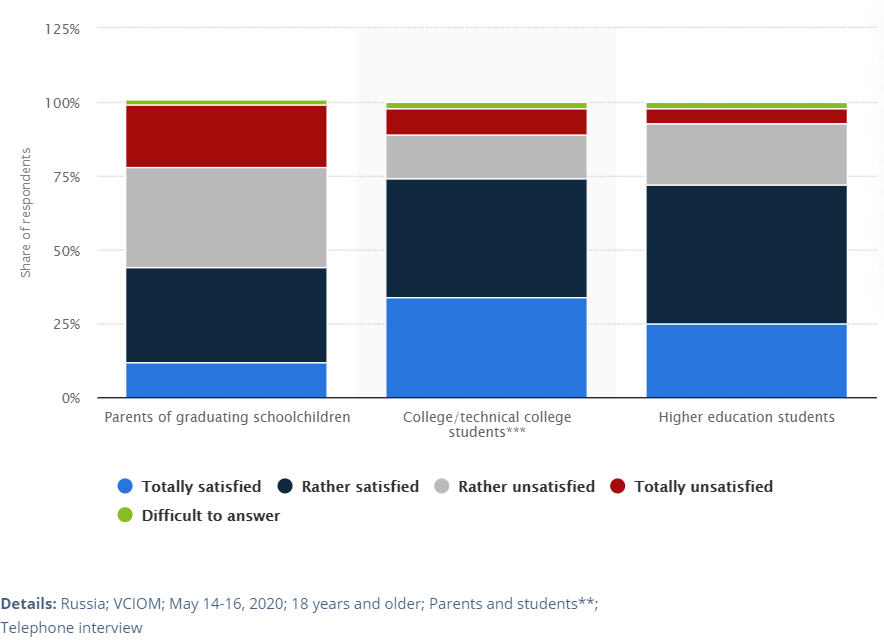 125%
100%
75%
50%
25%
0%
Share of respondents
Parents of graduating schoolchildren
College/technical college
students***
Higher education students
Totally satisfied
Rather satisfied
Rather unsatisfied
Totally unsatisfied
Difficult to answer
Details: Russia; VCIOM; May 14-16, 2020; 18 years and older; Parents and students**;
Telephone interview